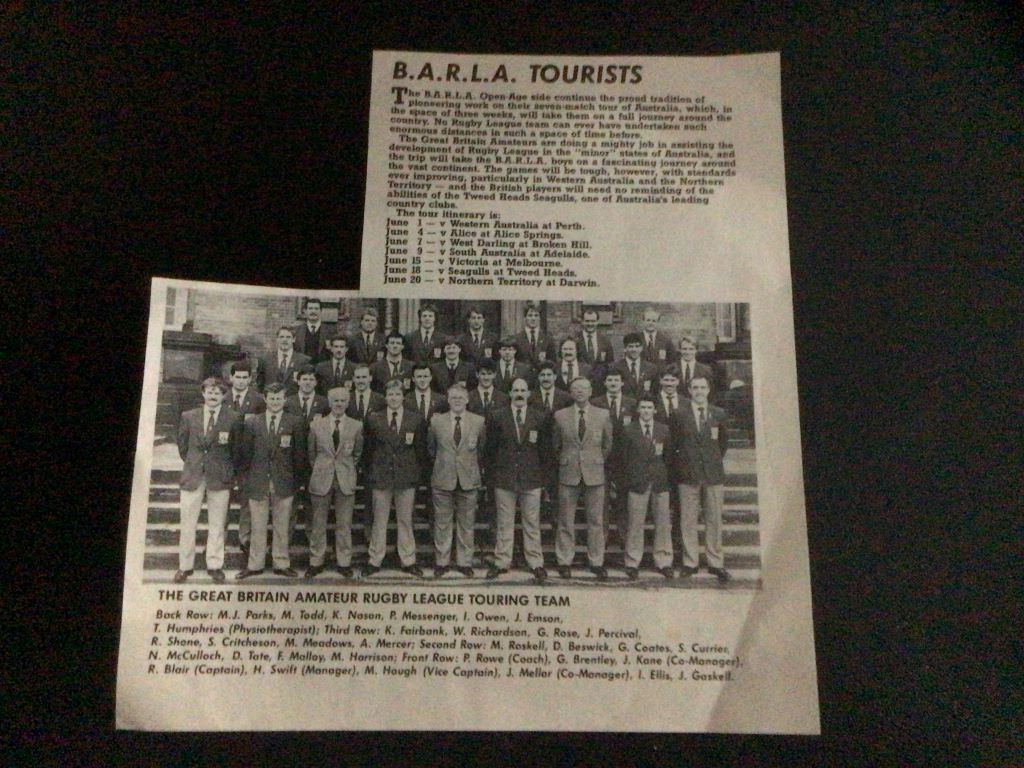 B.A.R.L.A. TOURISTS
The B.A.R.L.A. Open-Age side continue the proud tradition of
pioneering work on their seven-match tour of Australia, which, in
the space of three weeks, will take them on a full journey around the
country. No Rugby League team can ever have undertaken such
enormous distances in such a space of time before.
The Great Britain Amateurs are doing a mighty job in assisting the
development of Rugby League in the "minor" states of Australia, and
the trip will take the B.A.R.L.A. boys on a fascinating journey around
the vast continent. The games will be tough, however, with standards
ever improving, particularly in Western Australia and the Northern
Territory — and the British players will need no reminding of the
abilities of the Tweed Heads Seagulls, one of Australia's leading
country clubs.
The tour itinerary is:
June 1 — v Western Australia at Perth.
June 4 — v Alice at Alice Springs.
June 7 — v West Darling at Broken Hill.
June 9 — v South Australia at Adelaide.
June 15 — v Victoria at Melbourne.
June 18 — v Seagulls at Tweed Heads.
June 20 — v Northern Territory at Darwin.
THE GREAT BRITAIN AMATEUR RUGBY LEAGUE TOURING TEAM
Back Row: M.J. Parks, M. Todd, K. Nason, P. Messenger, I. Owen, J. Emson,
T. Humphries (Physiotherapist); Third Row: K. Fairbank, W. Richardson, G. Rose, J. Percival,
R. Shane, S. Critcheson, M. Meadows, A. Mercer; Second Row: M. Roskell, D. Beswick, G. Coates, S. Currier,
N. McCulloch, D. Tate, F. Malloy, M. Harrison; Front Row: P. Rowe (Coach), G. Brentley, J. Kane (Co-Manager),
R. Blair (Captain), H. Swift (Manager), M. Hough (Vice Captain), J. Mellar (Co-Manager), I. Ellis, J. Gaskell.